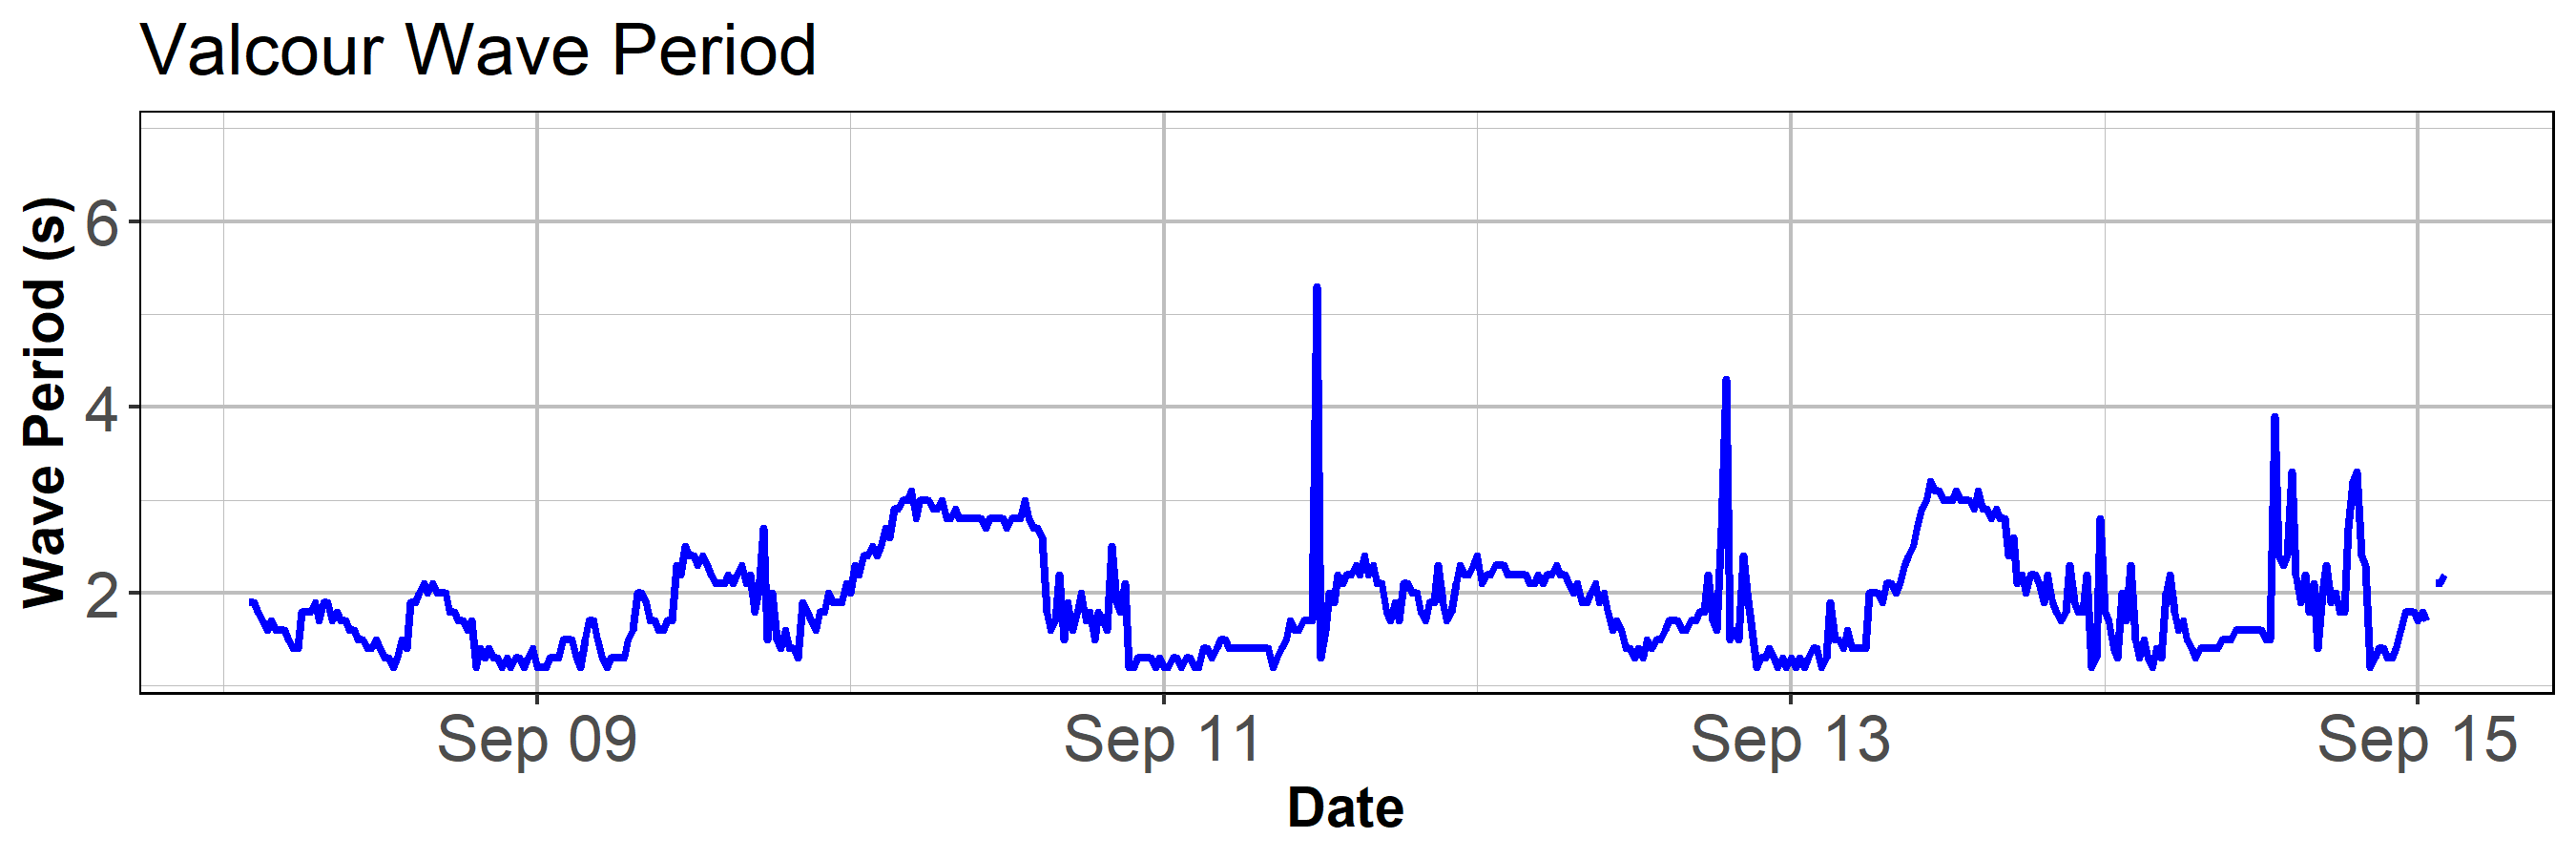 Valcour Wave Period
Wave Period (s)
6
4
2
Sep 09
Sep 11
Sep 13
Sep 15
Date